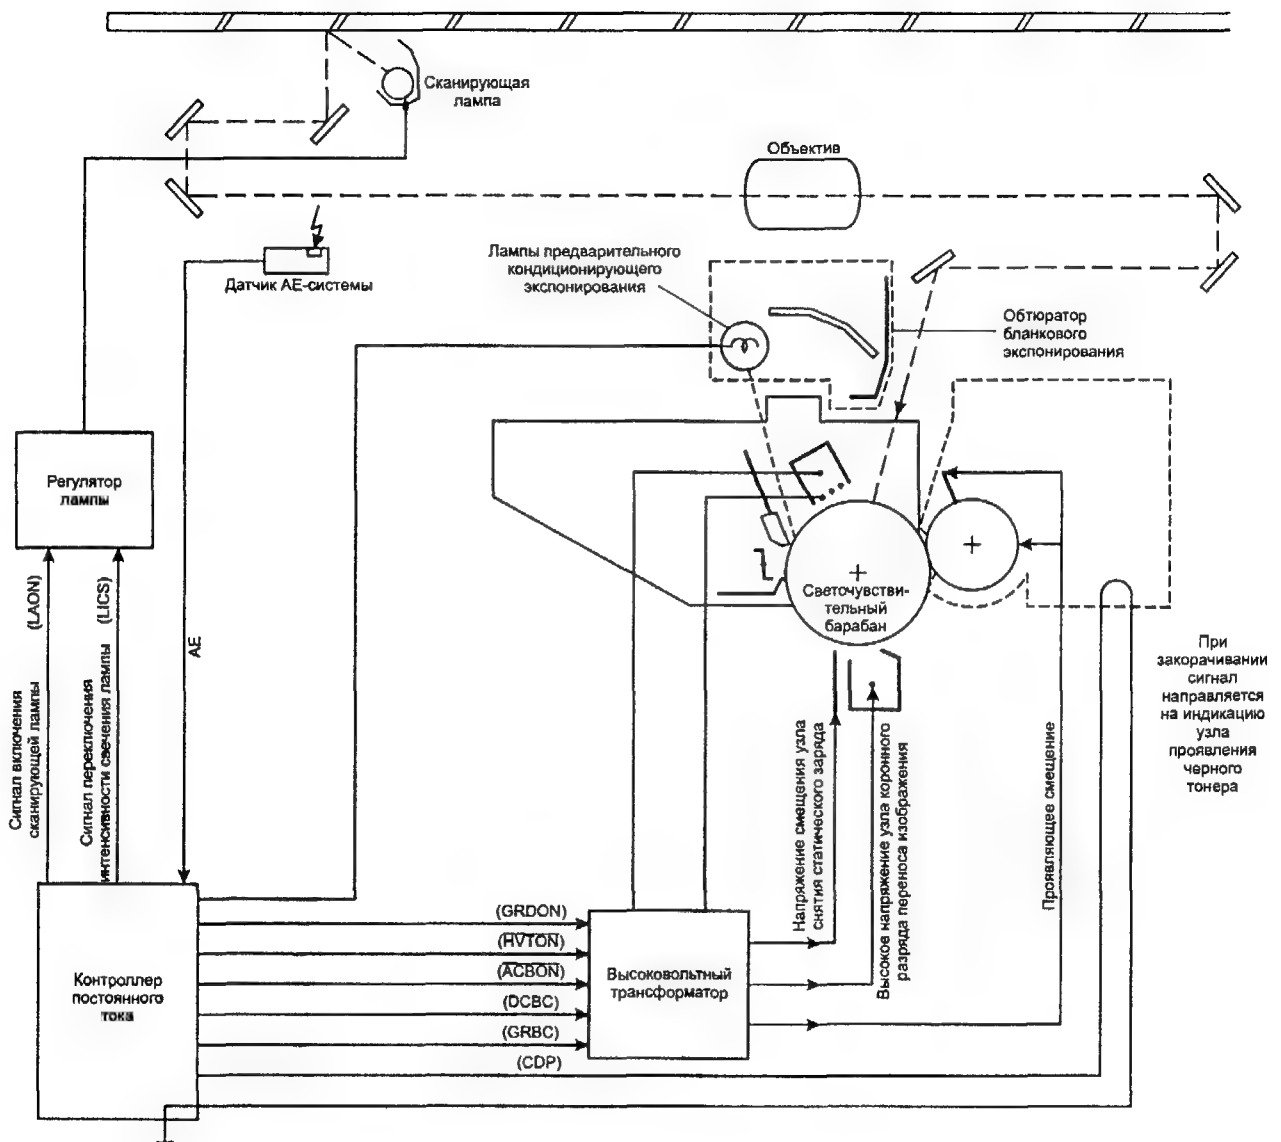 Сканирующая
лампа
Объектив
Датчик АЕ-системы
Лампы предварительного
кондиционирующего
экспонирования
Обтюратор
бланкового
экспонирования
Регулятор
лампы
Светочувстви-
тельный
барабан
При
закорачивании
сигнал
направляется
на индикацию
узла
проявления
черного
тонера
Сигнал включения
сканирующей лампы (LAON)
Сигнал переключения
интенсивности свечения лампы (LICS)
АЕ
Напряжение смещения узла
снятия статического заряда
Высокое напряжение узла коронного
разряда переноса изображения
Проявляющее смещение
Контроллер
постоянного
тока
(GRDON)
(H̅V̅T̅O̅N̅)
(A̅C̅B̅O̅N̅)
(DCBC)
(GRBC)
(CDP)
Высоковольтный
трансформатор